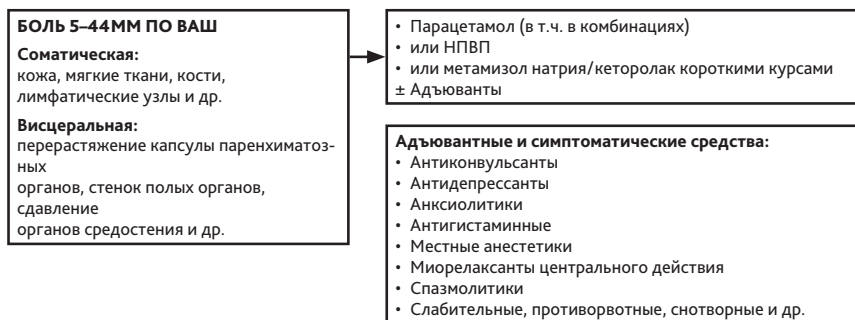 БОЛЬ 5–44ММ ПО ВАШ
Соматическая:
кожа, мягкие ткани, кости,
лимфатические узлы и др.
Висцеральная:
перерастяжение капсулы паренхиматоз-
ных
органов, стенок полых органов,
сдавление
органов средостения и др.
• Парацетамол (в т.ч. в комбинациях)
• или НПВП
• или метамизол натрия/кеторолак короткими курсами
± Адъюванты
Адъювантные и симптоматические средства:
• Антиконвульсанты
• Антидепрессанты
• Анксиолитики
• Антигистаминные
• Местные анестетики
• Миорелаксанты центрального действия
• Спазмолитики
• Слабительные, противорвотные, снотворные и др.